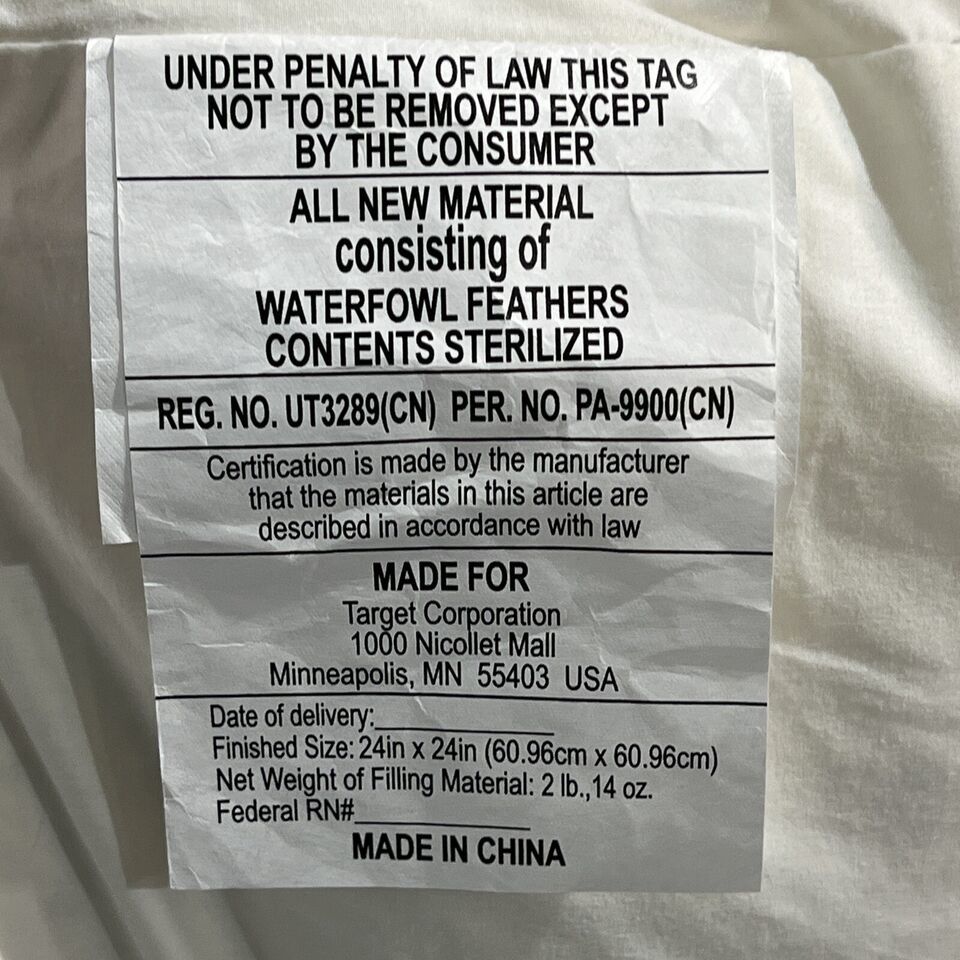 UNDER PENALTY OF LAW THIS TAG
NOT TO BE REMOVED EXCEPT
BY THE CONSUMER
ALL NEW MATERIAL
consisting of
WATERFOWL FEATHERS
CONTENTS STERILIZED
REG. NO. UT3289(CN) PER. NO. PA-9900(CN)
Certification is made by the manufacturer
that the materials in this article are
described in accordance with law
MADE FOR
Target Corporation
1000 Nicollet Mall
Minneapolis, MN 55403 USA
Date of delivery:____________
Finished Size: 24in x 24in (60.96cm x 60.96cm)
Net Weight of Filling Material: 2 lb.,14 oz.
Federal RN#____________
MADE IN CHINA